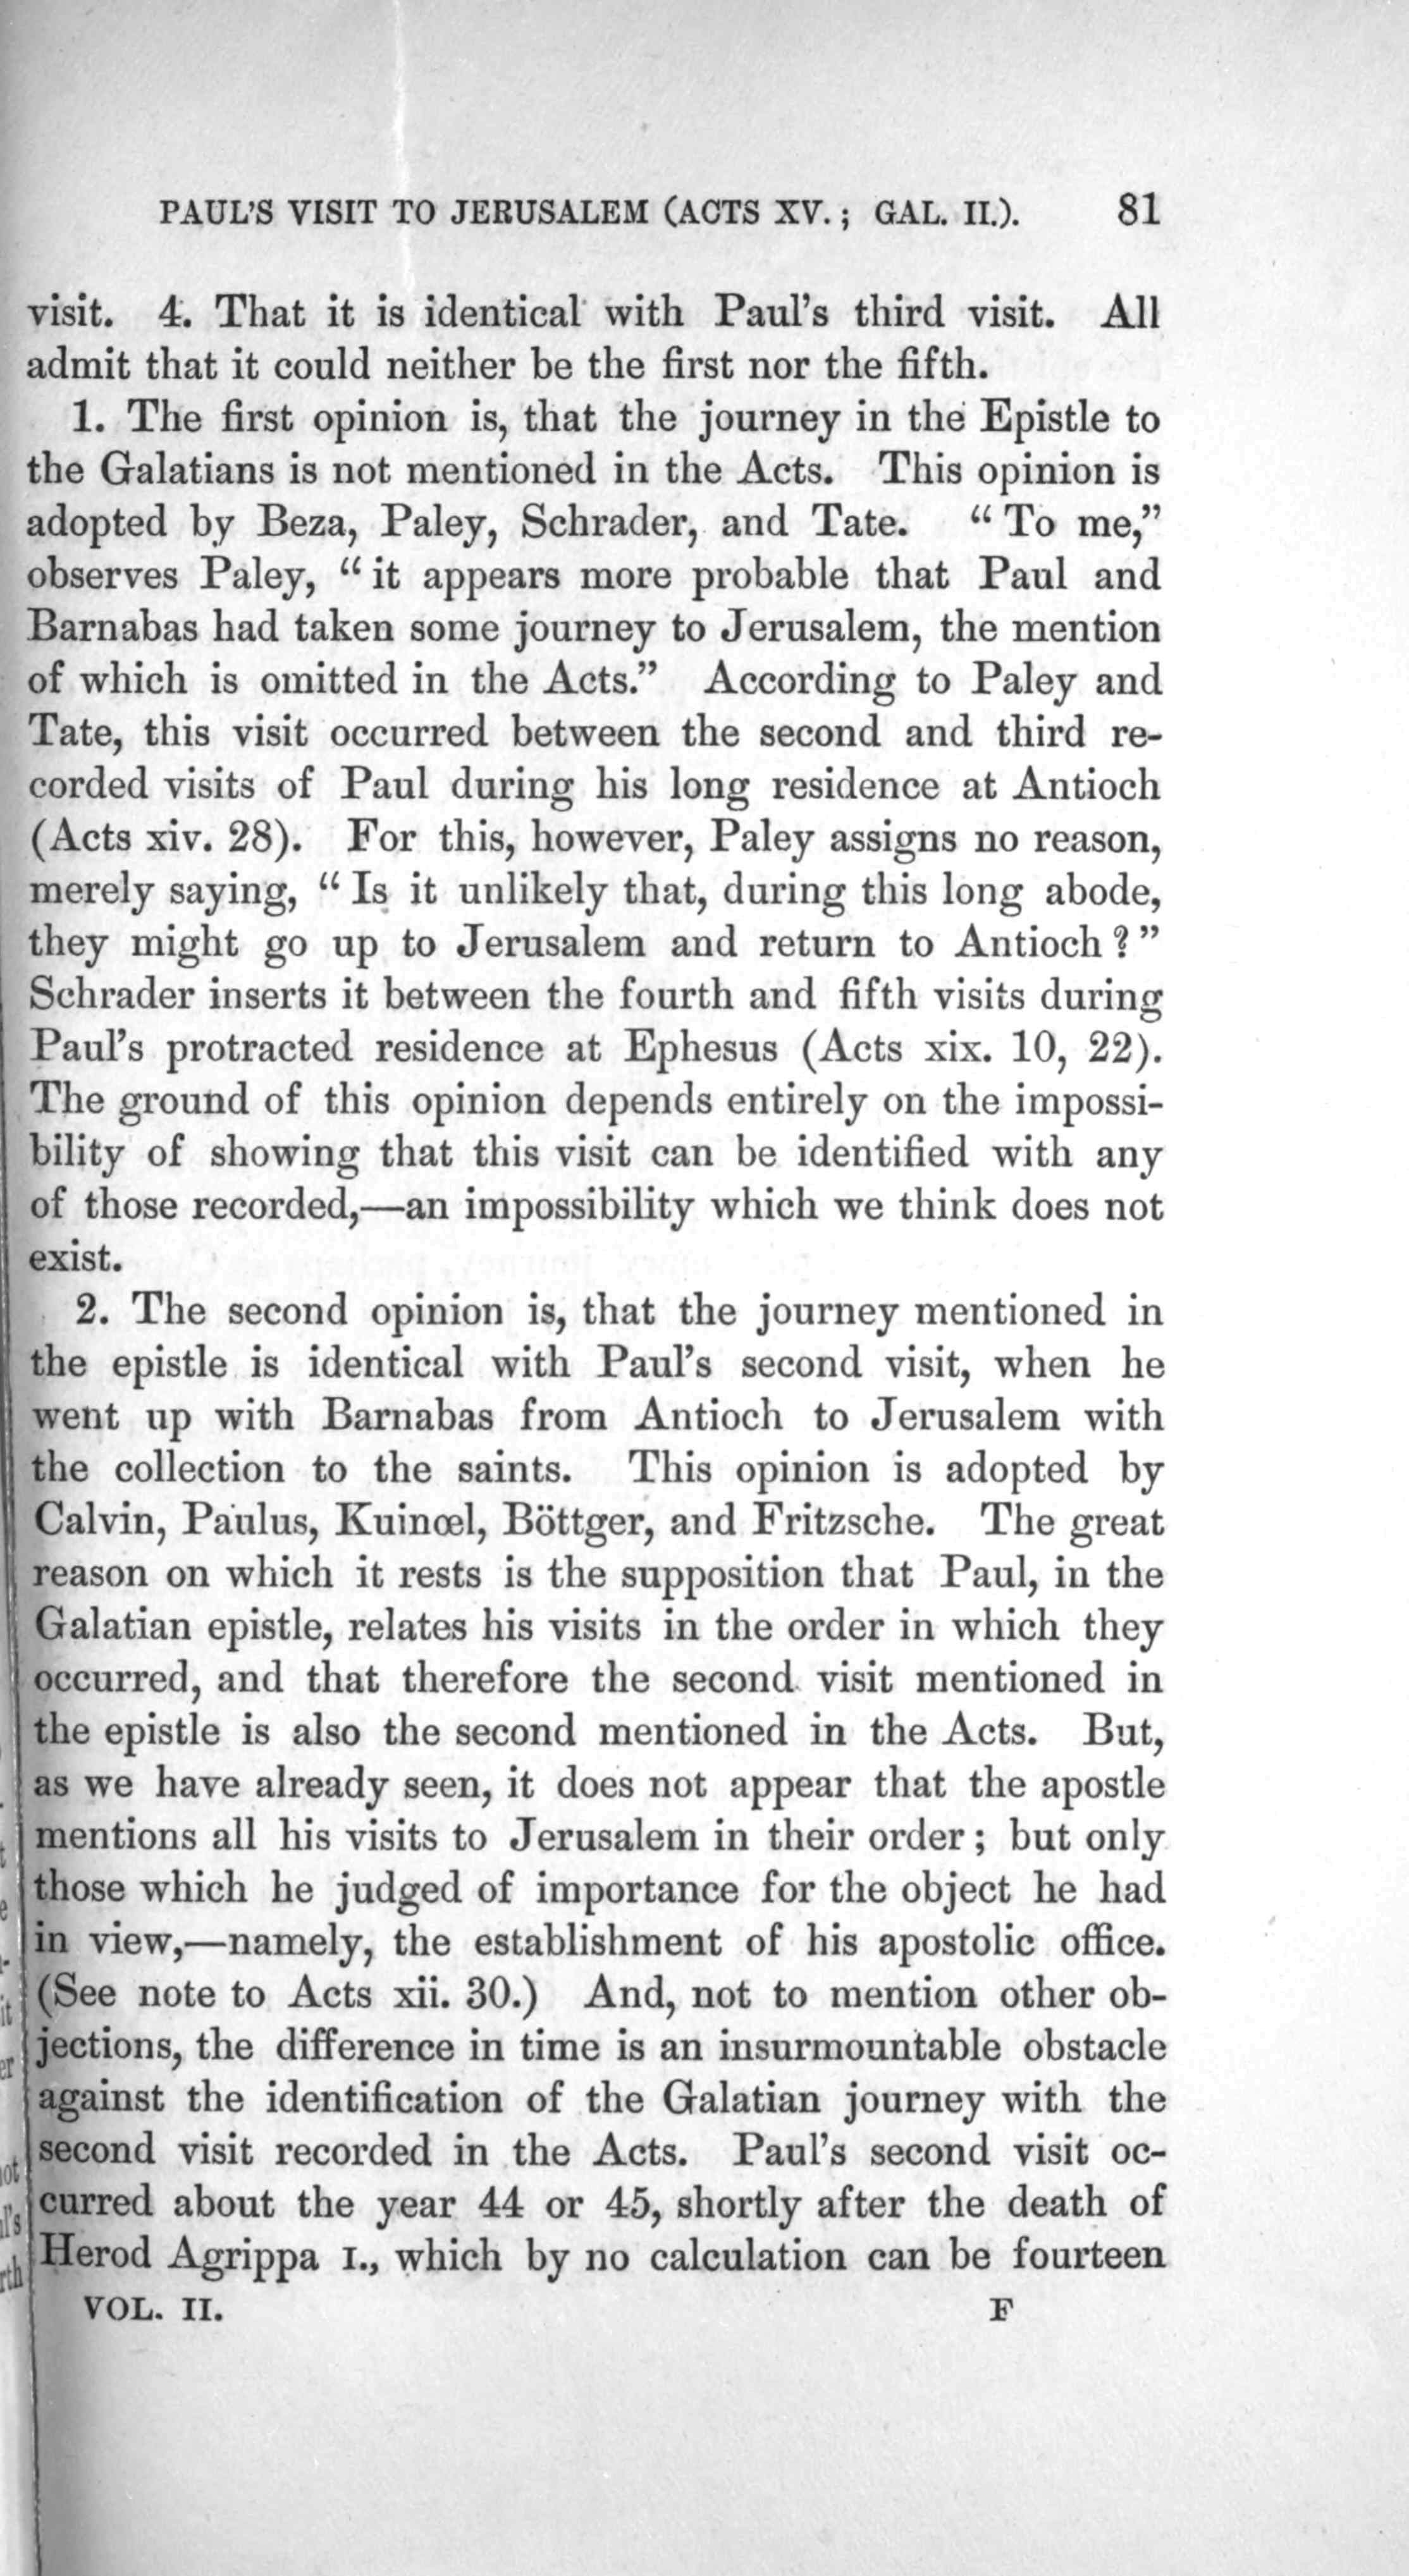 PAUL'S VISIT TO JERUSALEM (ACTS XV.; GAL. II.). 81
visit. 4. That it is identical with Paul's third visit. All
admit that it could neither be the first nor the fifth.
1. The first opinion is, that the journey in the Epistle to
the Galatians is not mentioned in the Acts. This opinion is
adopted by Beza, Paley, Schrader, and Tate. “To me,”
observes Paley, “it appears more probable that Paul and
Barnabas had taken some journey to Jerusalem, the mention
of which is omitted in the Acts.” According to Paley and
Tate, this visit occurred between the second and third re-
corded visits of Paul during his long residence at Antioch
(Acts xiv. 28). For this, however, Paley assigns no reason,
merely saying, “Is it unlikely that, during this long abode,
they might go up to Jerusalem and return to Antioch?”
Schrader inserts it between the fourth and fifth visits during
Paul's protracted residence at Ephesus (Acts xix. 10, 22).
The ground of this opinion depends entirely on the impossi-
bility of showing that this visit can be identified with any
of those recorded,—an impossibility which we think does not
exist.
2. The second opinion is, that the journey mentioned in
the epistle is identical with Paul's second visit, when he
went up with Barnabas from Antioch to Jerusalem with
the collection to the saints. This opinion is adopted by
Calvin, Paulus, Kuinœl, Böttger, and Fritzsche. The great
reason on which it rests is the supposition that Paul, in the
Galatian epistle, relates his visits in the order in which they
occurred, and that therefore the second visit mentioned in
the epistle is also the second mentioned in the Acts. But,
as we have already seen, it does not appear that the apostle
mentions all his visits to Jerusalem in their order; but only
those which he judged of importance for the object he had
in view,—namely, the establishment of his apostolic office.
(See note to Acts xii. 30.) And, not to mention other ob-
jections, the difference in time is an insurmountable obstacle
against the identification of the Galatian journey with the
second visit recorded in the Acts. Paul's second visit oc-
curred about the year 44 or 45, shortly after the death of
Herod Agrippa I., which by no calculation can be fourteen
VOL. II. F